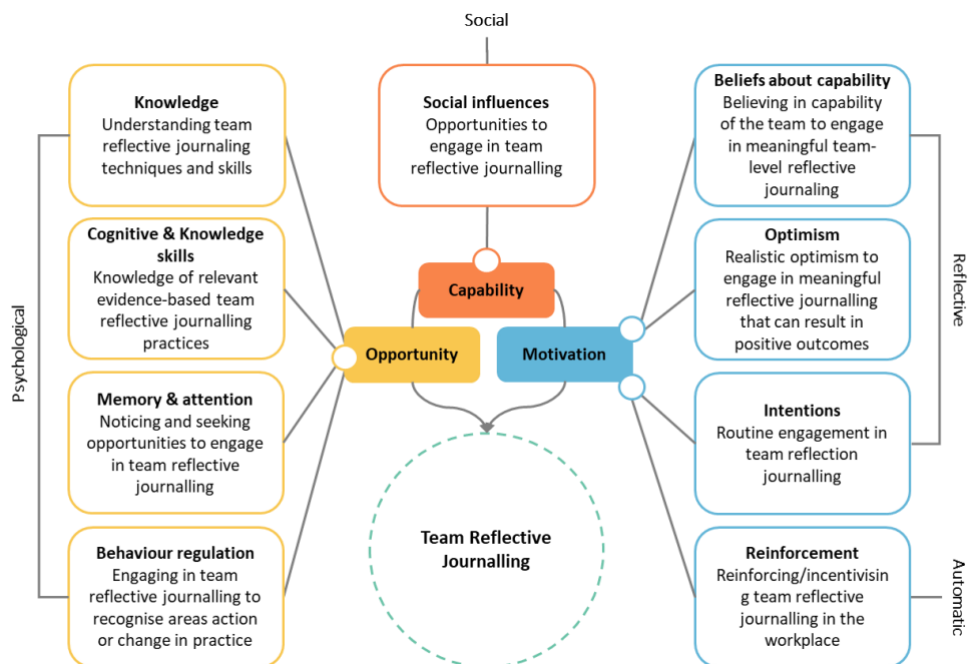 Social
Psychological
Knowledge
Understanding team
reflective journaling
techniques and skills
Cognitive & Knowledge
skills
Knowledge of relevant
evidence-based team
reflective journalling
practices
Memory & attention
Noticing and seeking
opportunities to engage
in team reflective
journalling
Behaviour regulation
Engaging in team
reflective journalling to
recognise areas action
or change in practice
Social influences
Opportunities to
engage in team
reflective journalling
Capability
Opportunity
Motivation
Team Reflective
Journalling
Beliefs about capability
Believing in capability
of the team to engage
in meaningful team-
level reflective
journaling
Optimism
Realistic optimism to
engage in meaningful
reflective journalling
that can result in
positive outcomes
Intentions
Routine engagement in
team reflection
journalling
Reinforcement
Reinforcing/incentivisin
g team reflective
journalling in the
workplace
Reflective
Automatic